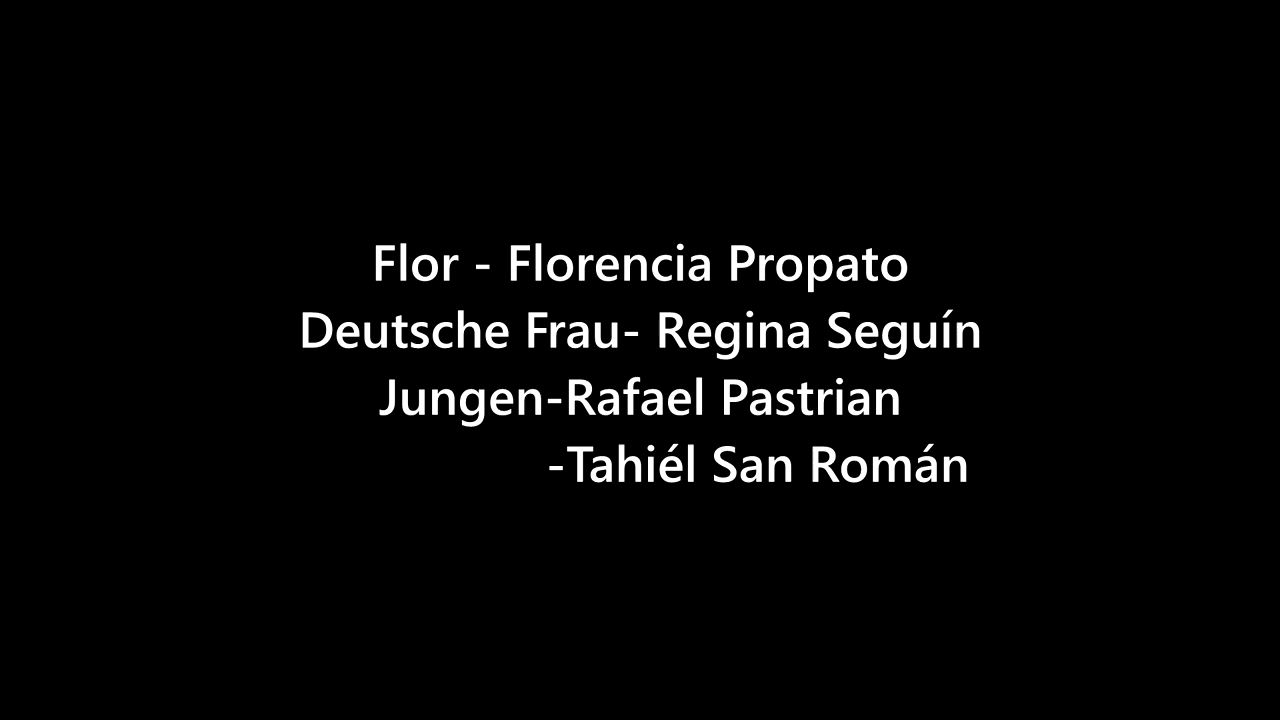 Flor - Florencia Propato
Deutsche Frau- Regina Seguín
Jungen-Rafael Pastrian
-Tahiél San Román